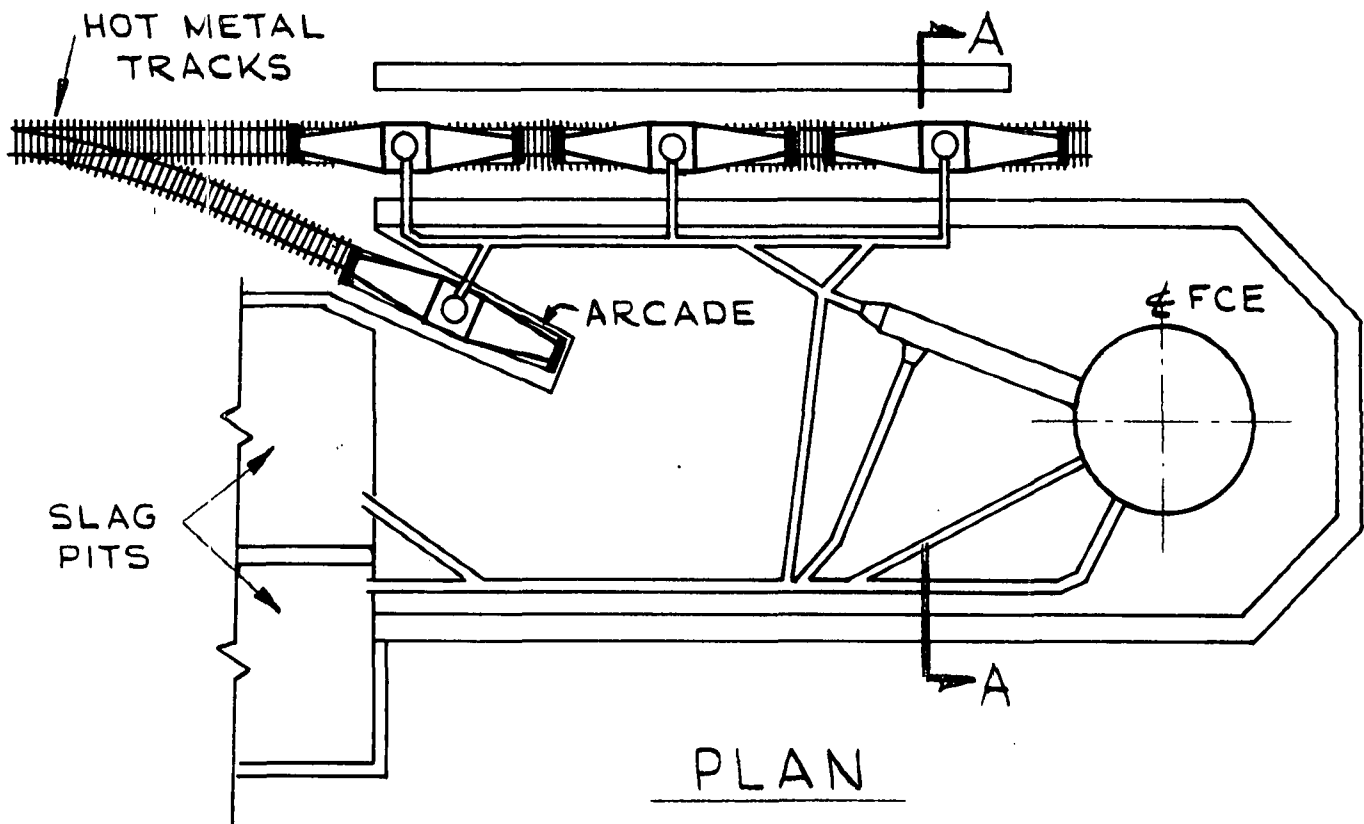 HOT METAL
TRACKS
A
ARCADE
℄ FCE
SLAG
PITS
A
PLAN